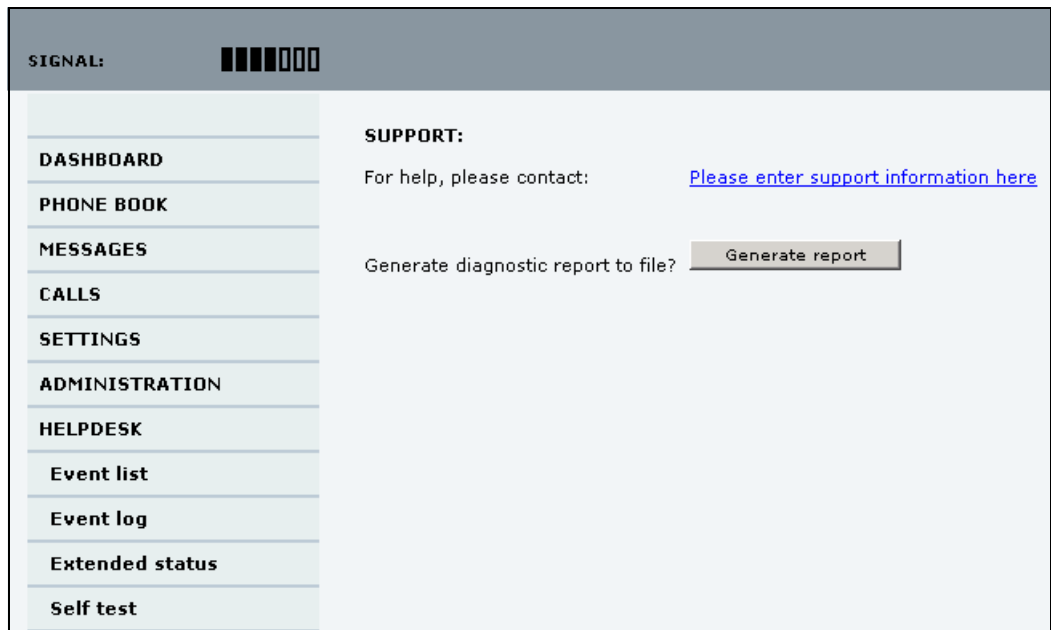 SIGNAL:
SUPPORT:
For help, please contact: Please enter support information here
Generate diagnostic report to file? Generate report
DASHBOARD
PHONE BOOK
MESSAGES
CALLS
SETTINGS
ADMINISTRATION
HELPDESK
Event list
Event log
Extended status
Self test